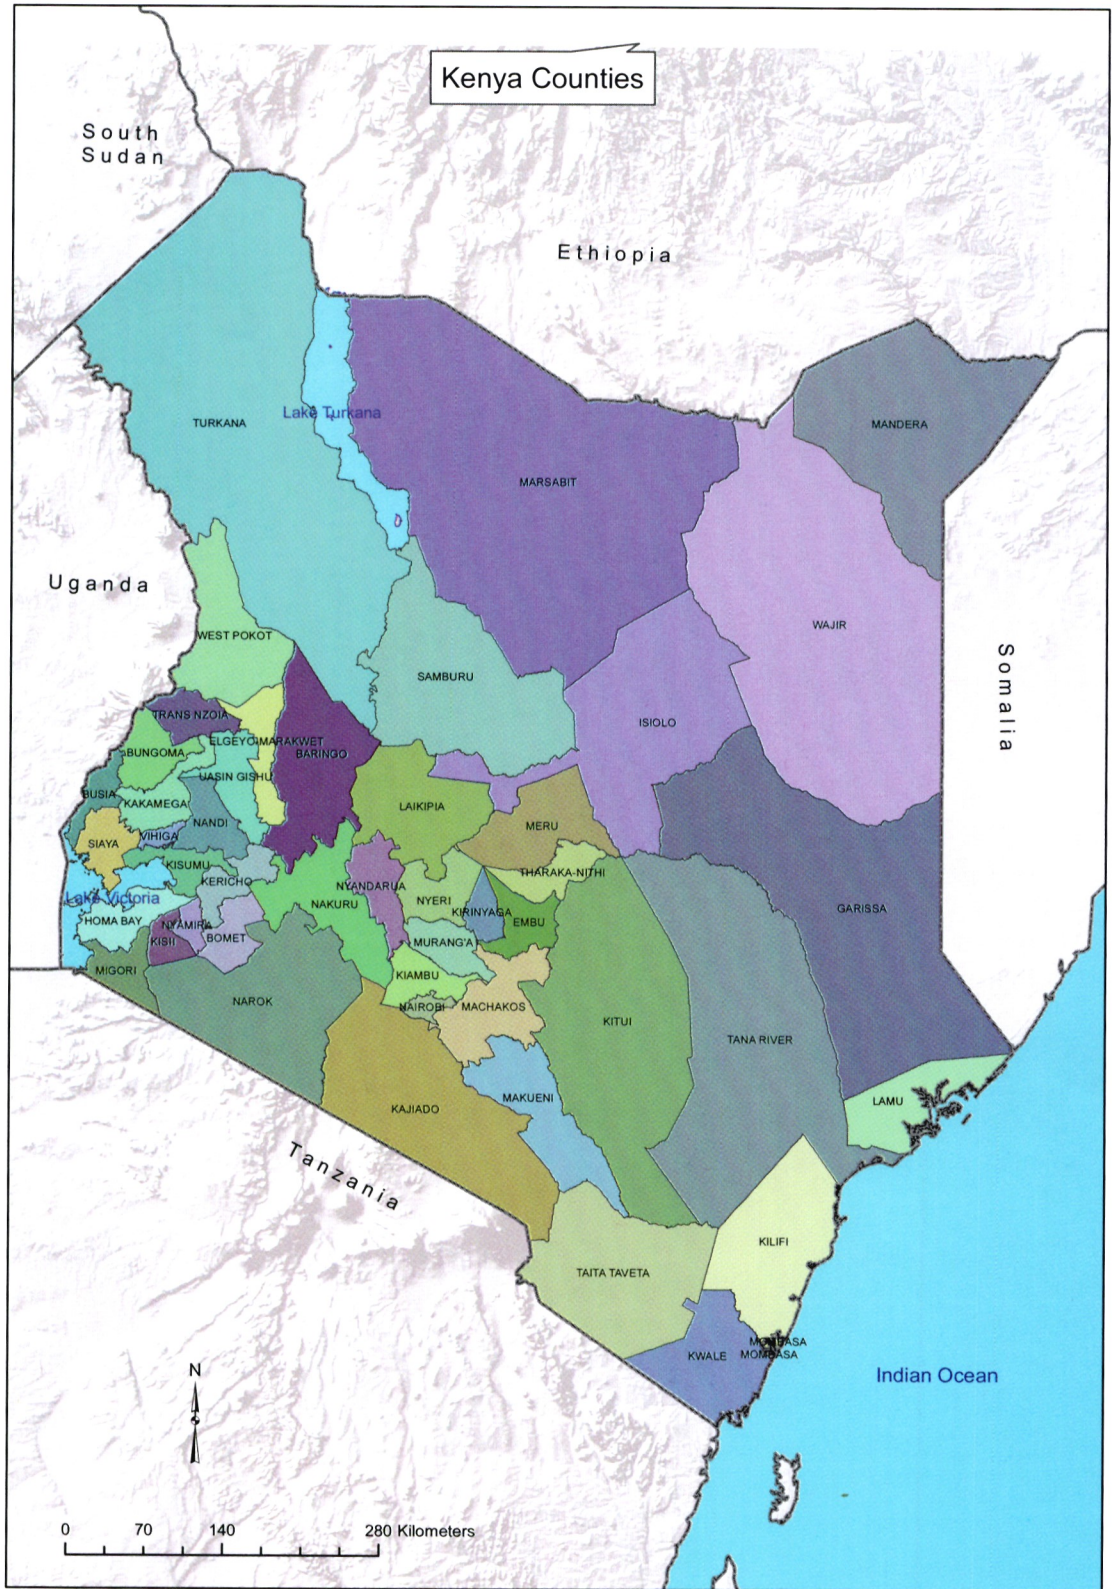 Kenya Counties
South
Sudan
Ethiopia
Lake Turkana
TURKANA
MANDERA
MARSABIT
Uganda
WAJIR
WEST POKOT
Somalia
SAMBURU
TRANS NZOIA
ISIOLO
ELGEYO-MARAKWET
BUNGOMA
BARINGO
UASIN GISHU
BUSIA
KAKAMEGA
LAIKIPIA
NANDI
MERU
VIHIGA
SIAYA
KISUMU
THARAKA-NITHI
KERICHO
NYANDARUA
Lake Victoria
NYERI
NAKURU
GARISSA
KIRINYAGA
HOMA BAY
EMBU
NYAMIRA
BOMET
KISII
MURANG'A
MIGORI
KIAMBU
NAROK
NAIROBI
MACHAKOS
KITUI
TANA RIVER
MAKUENI
LAMU
KAJIADO
Tanzania
KILIFI
TAITA TAVETA
MOMBASA
MOMBASA
KWALE
N
Indian Ocean
0 70 140 280 Kilometers